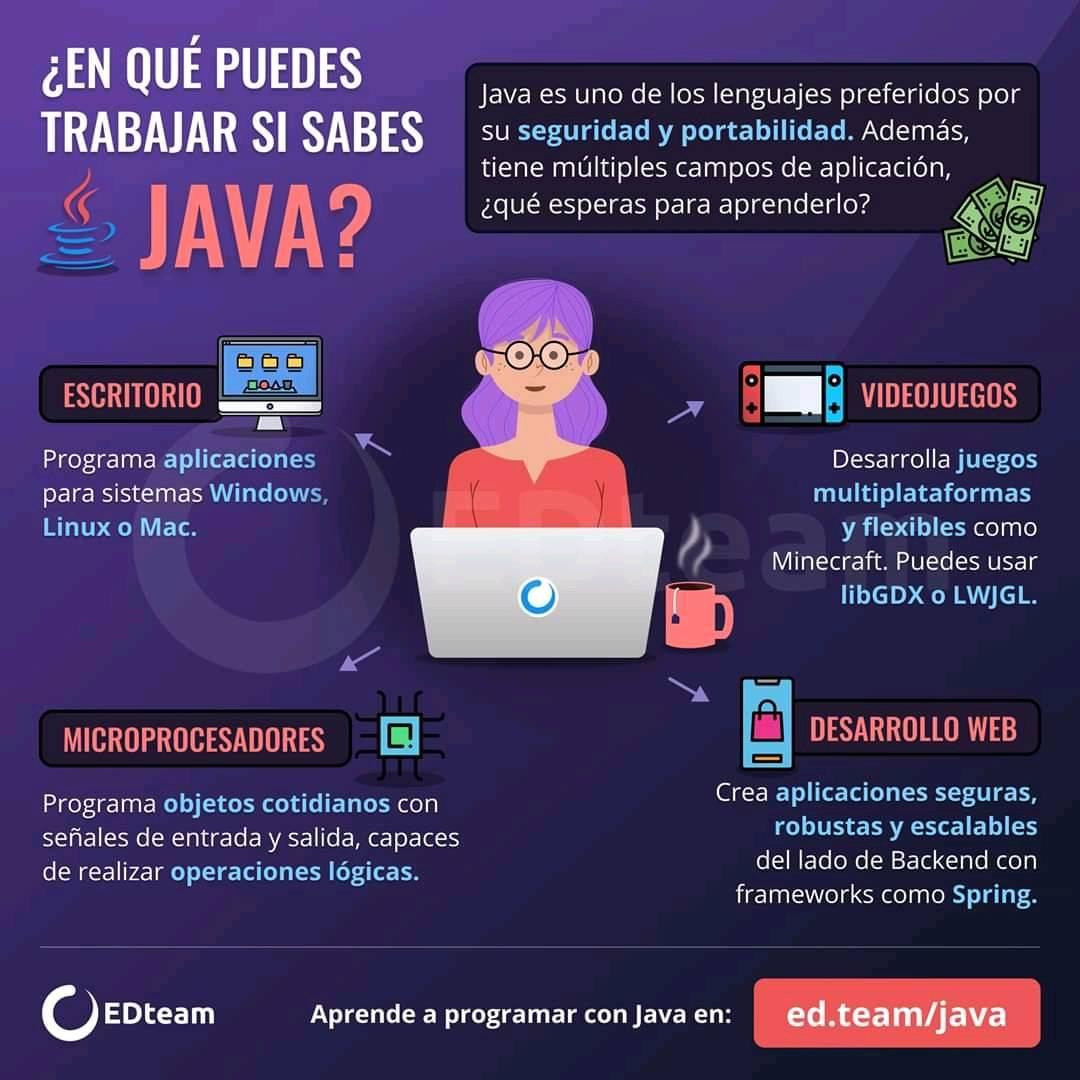 ¿EN QUÉ PUEDES
TRABAJAR SI SABES
JAVA?
Java es uno de los lenguajes preferidos por
su seguridad y portabilidad. Además,
tiene múltiples campos de aplicación,
¿qué esperas para aprenderlo?
ESCRITORIO
Programa aplicaciones
para sistemas Windows,
Linux o Mac.
VIDEOJUEGOS
Desarrolla juegos
multiplataformas
y flexibles como
Minecraft. Puedes usar
libGDX o LWJGL.
EDteam
MICROPROCESADORES
Programa objetos cotidianos con
señales de entrada y salida, capaces
de realizar operaciones lógicas.
DESARROLLO WEB
Crea aplicaciones seguras,
robustas y escalables
del lado de Backend con
frameworks como Spring.
EDteam
Aprende a programar con Java en:
ed.team/java